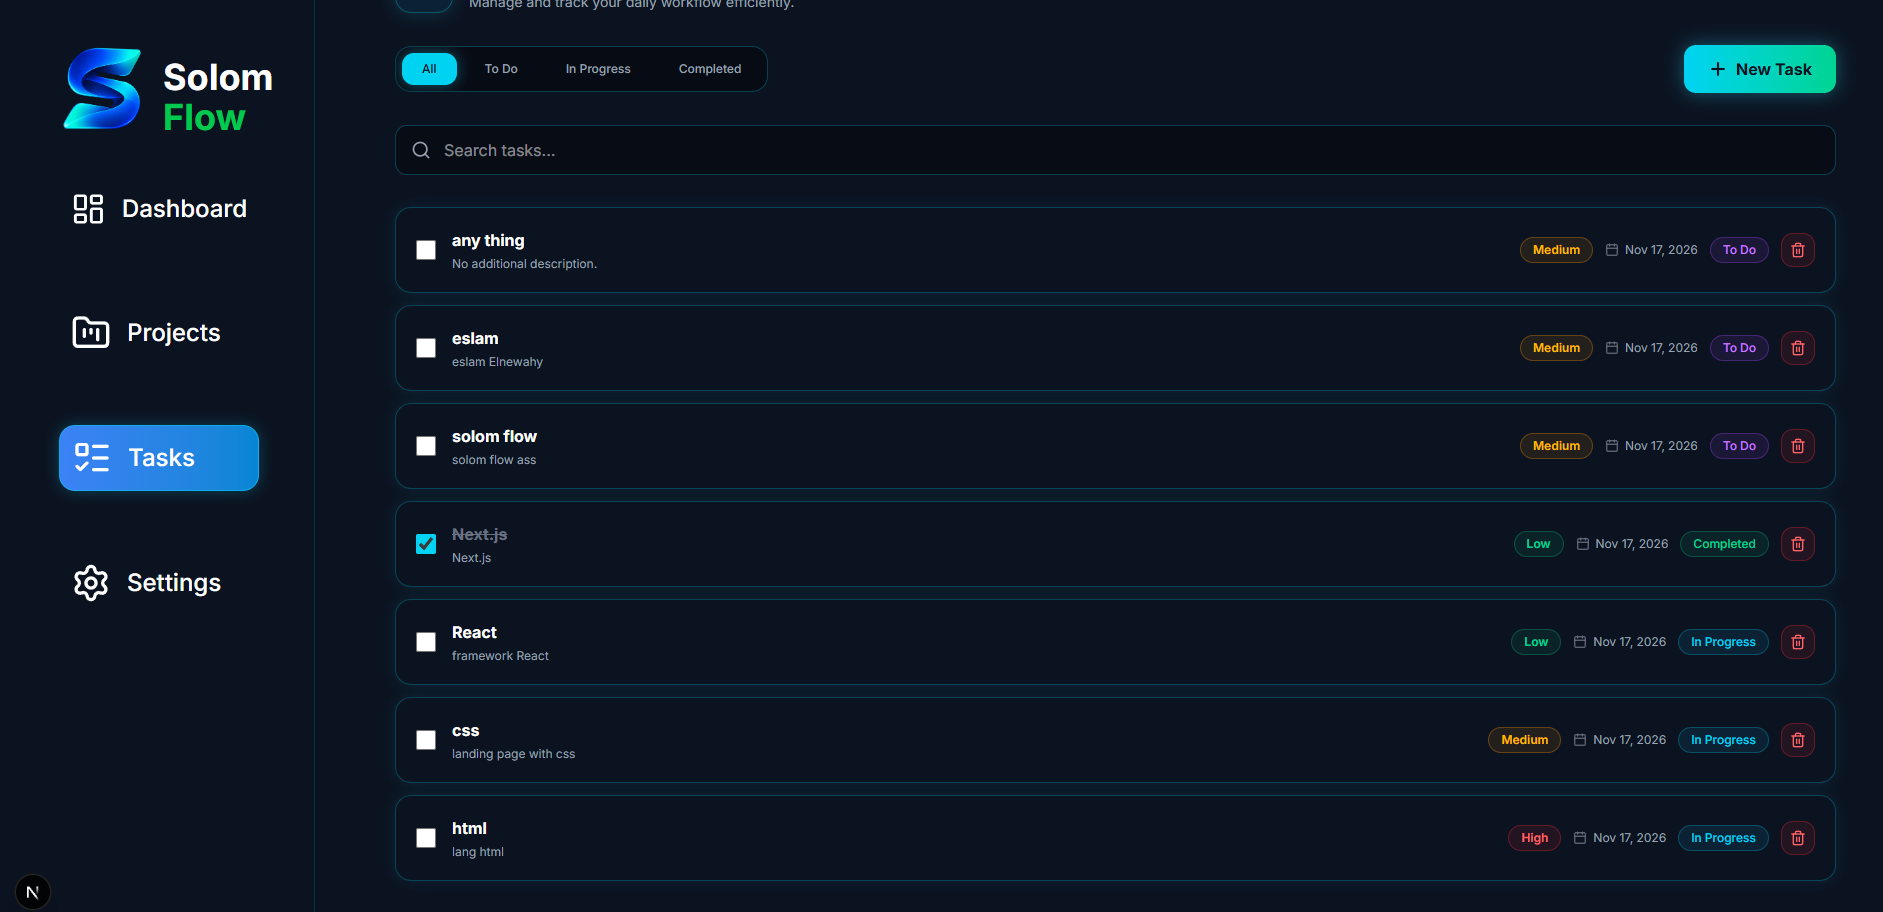 Solom
Flow
Dashboard
Projects
Tasks
Settings
Manage and track your daily workflow efficiently.
All To Do In Progress Completed
+ New Task
Search tasks...
any thing
No additional description.
Medium Nov 17, 2026 To Do
eslam
eslam Elnewahy
Medium Nov 17, 2026 To Do
solom flow
solom flow ass
Medium Nov 17, 2026 To Do
Next.js
Next.js
Low Nov 17, 2026 Completed
React
framework React
Low Nov 17, 2026 In Progress
css
landing page with css
Medium Nov 17, 2026 In Progress
html
lang html
High Nov 17, 2026 In Progress
N